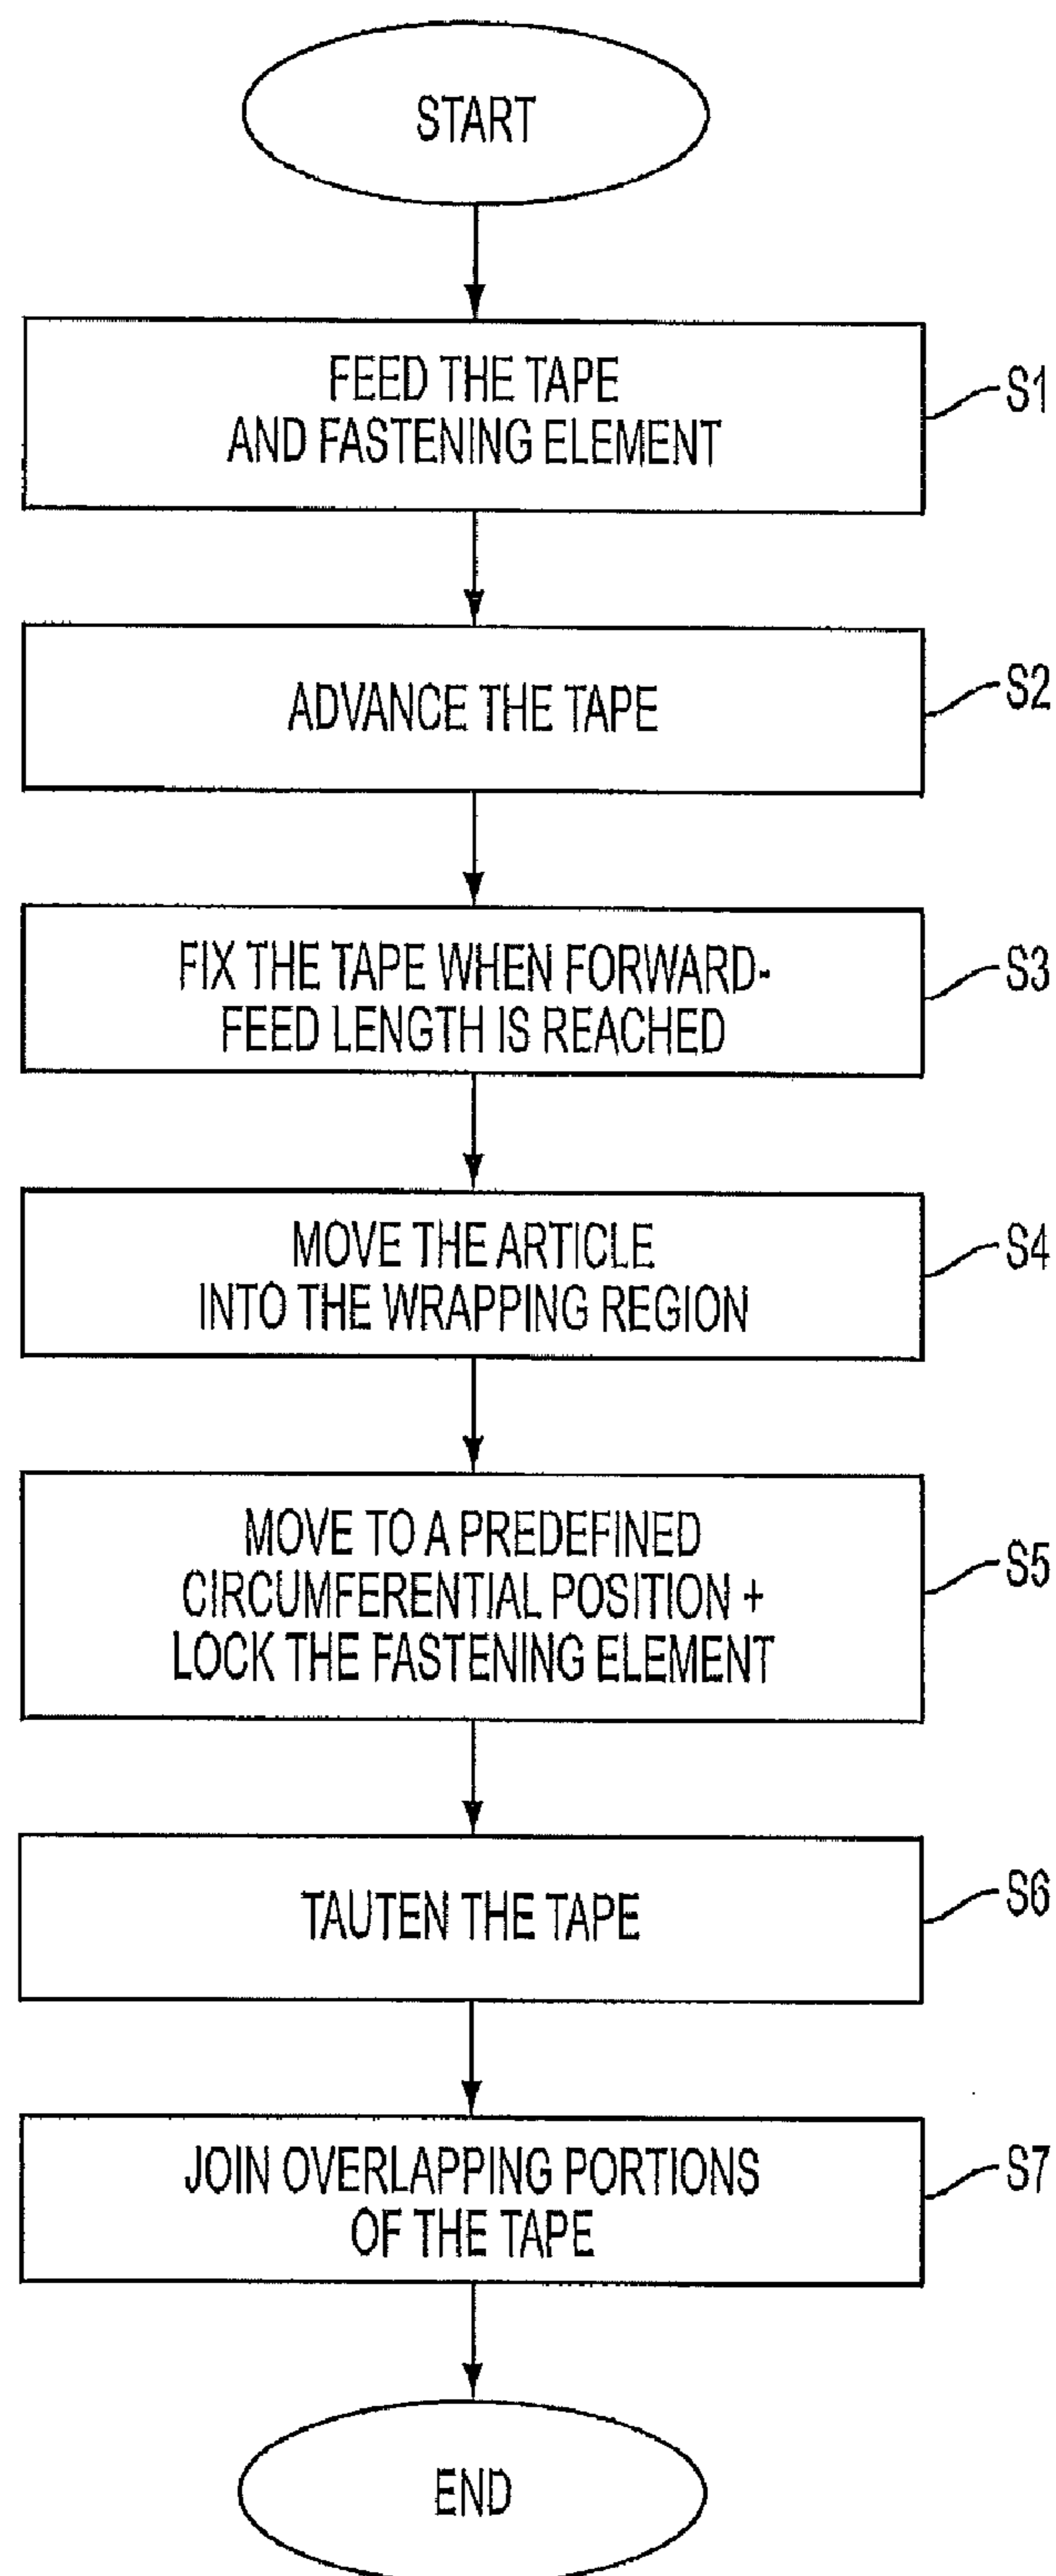 START
FEED THE TAPE
AND FASTENING ELEMENT
S1
ADVANCE THE TAPE
S2
FIX THE TAPE WHEN FORWARD-
FEED LENGTH IS REACHED
S3
MOVE THE ARTICLE
INTO THE WRAPPING REGION
S4
MOVE TO A PREDEFINED
CIRCUMFERENTIAL POSITION +
LOCK THE FASTENING ELEMENT
S5
TAUTEN THE TAPE
S6
JOIN OVERLAPPING PORTIONS
OF THE TAPE
S7
END